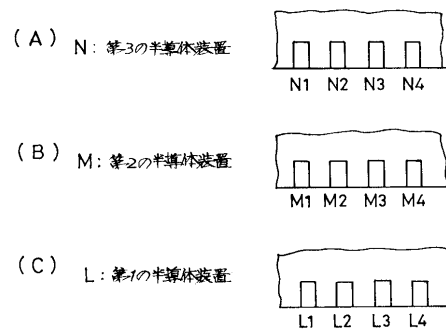 (A) N: 第3の半導体装置
N1 N2 N3 N4
(B) M: 第2の半導体装置
M1 M2 M3 M4
(C) L: 第1の半導体装置
L1 L2 L3 L4